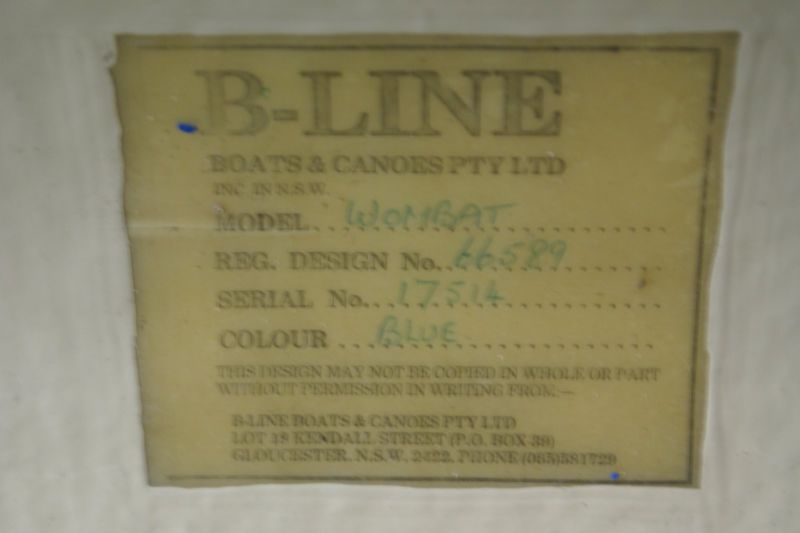 B-LINE
BOATS & CANOES PTY LTD
INC. IN N.S.W.
MODEL...WOMBAT
REG. DESIGN No..66589
SERIAL No...17514
COLOUR ...BLUE
THIS DESIGN MAY NOT BE COPIED IN WHOLE OR PART
WITHOUT PERMISSION IN WRITING FROM:—
B-LINE BOATS & CANOES PTY LTD
LOT 18 KENDALL STREET (P.O. BOX 39)
GLOUCESTER. N.S.W. 2422. PHONE (065)581729